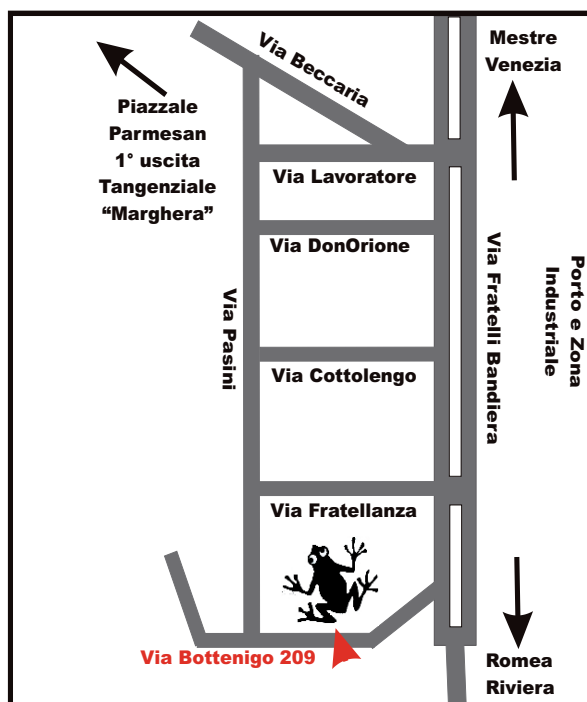 Via Beccaria
Mestre
Venezia
Piazzale
Parmesan
1° uscita
Tangenziale
“Marghera”
Via Lavoratore
Via DonOrione
Via Pasini
Via Fratelli Bandiera
Porto e Zona
Industriale
Via Cottolengo
Via Fratellanza
Via Bottenigo 209
Romea
Riviera